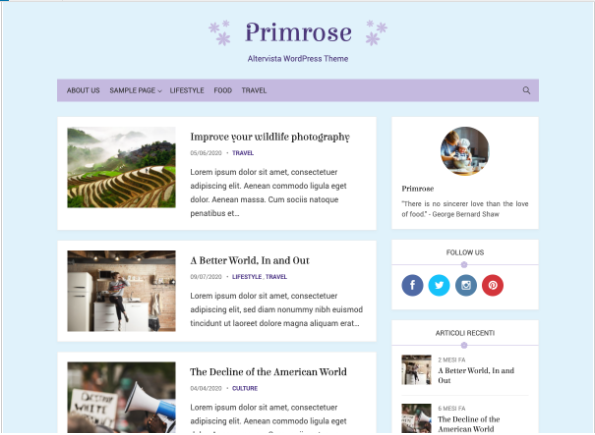 Primrose
Altervista WordPress Theme
ABOUT US SAMPLE PAGE LIFESTYLE FOOD TRAVEL
Improve your wildlife photography
05/06/2020 • TRAVEL
Lorem ipsum dolor sit amet, consectetuer
adipiscing elit. Aenean commodo ligula eget
dolor. Aenean massa. Cum sociis natoque
penatibus et...
A Better World, In and Out
09/07/2020 • LIFESTYLE, TRAVEL
Lorem ipsum dolor sit amet, consectetuer
adipiscing elit, sed diam nonummy nibh euismod
tincidunt ut laoreet dolore magna aliquam erat...
The Decline of the American World
04/04/2020 • CULTURE
Lorem ipsum dolor sit amet, consectetuer
Primrose
"There is no sincerer love than the love
of food." - George Bernard Shaw
FOLLOW US
ARTICOLI RECENTI
2 MESI FA
A Better World, In and
Out
6 MESI FA
The Decline of the
American World
WHITE